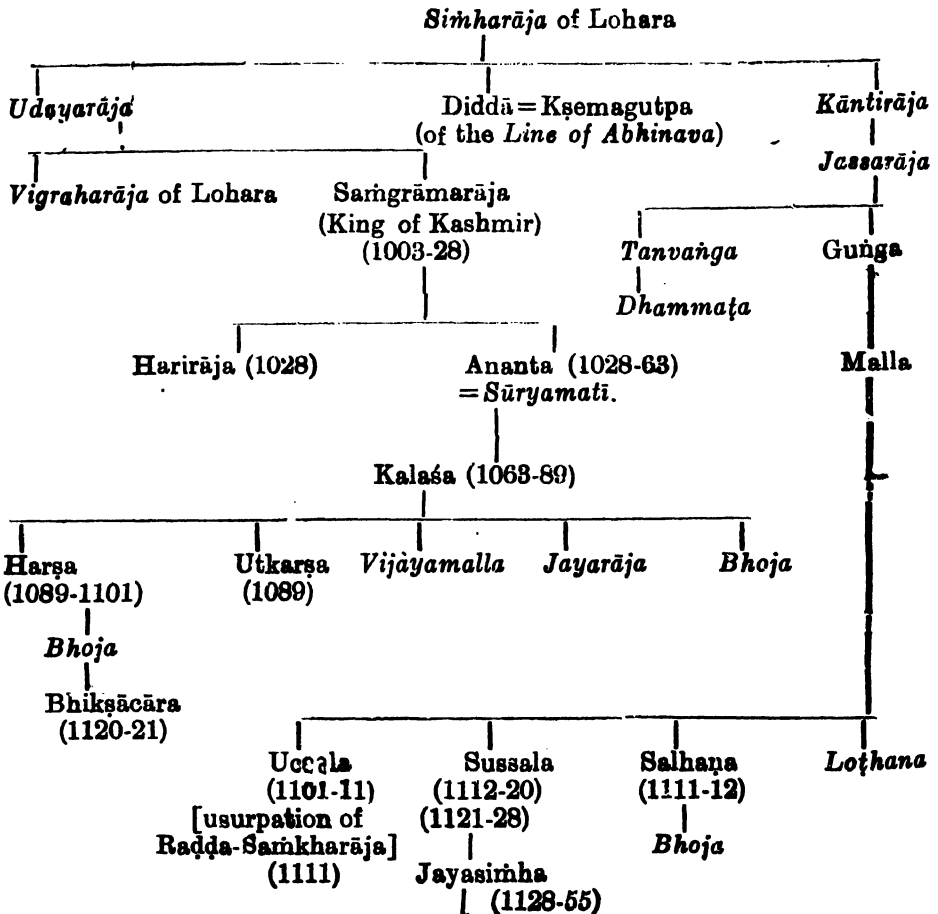 Siṁharāja of Lohara
Udayarāja Diddā=Kṣemagutpa Kāntirāja
(of the Line of Abhinava)
Jassarāja
Vigraharāja of Lohara Saṁgrāmarāja
(King of Kashmir)
(1003-28) Tanvaṅga Guṅga
Dhammaṭa
Harirāja (1028) Ananta (1028-63) Malla
=Sūryamatī.
Kalaśa (1063-89)
Harṣa Utkarṣa Vijàyamalla Jayarāja Bhoja
(1089-1101) (1089)
Bhoja
Bhikṣācāra
(1120-21)
Uccala Sussala Salhaṇa Loṭhana
(1101-11) (1112-20) (1111-12)
[usurpation of (1121-28)
Raḍḍa-Saṁkharāja] Bhoja
(1111) Jayasiṁha
(1128-55)